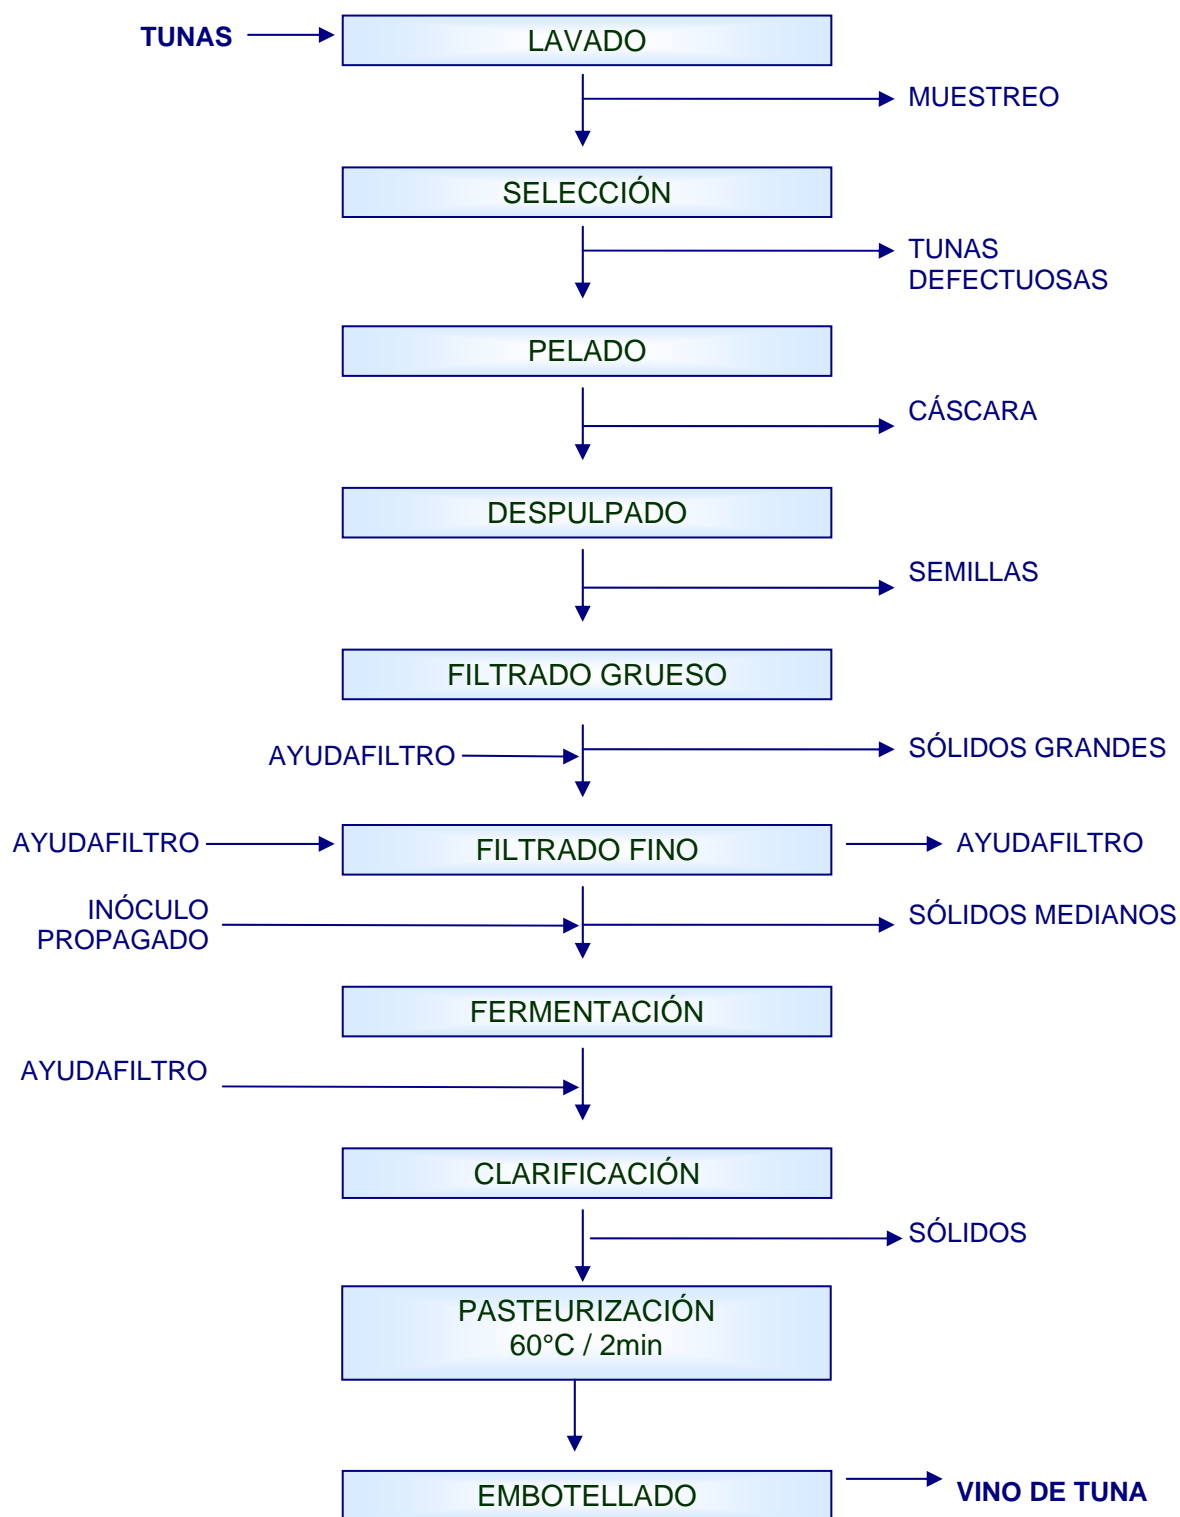 TUNAS
LAVADO
MUESTREO
SELECCIÓN
TUNAS
DEFECTUOSAS
PELADO
CÁSCARA
DESPULPADO
SEMILLAS
FILTRADO GRUESO
AYUDAFILTRO
SÓLIDOS GRANDES
AYUDAFILTRO
FILTRADO FINO
AYUDAFILTRO
INÓCULO
PROPAGADO
SÓLIDOS MEDIANOS
FERMENTACIÓN
AYUDAFILTRO
CLARIFICACIÓN
SÓLIDOS
PASTEURIZACIÓN
60°C / 2min
EMBOTELLADO
VINO DE TUNA